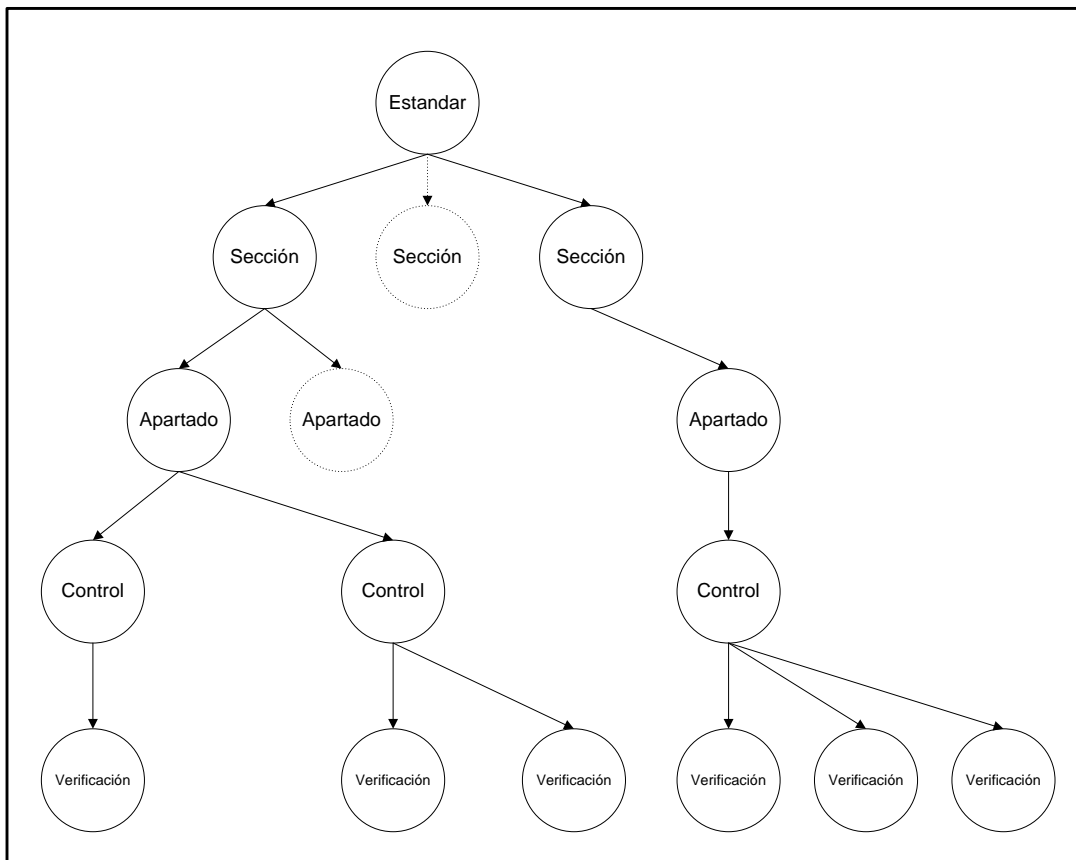 Estandar
Sección
Sección
Sección
Apartado
Apartado
Apartado
Control
Control
Control
Verificación
Verificación
Verificación
Verificación
Verificación
Verificación